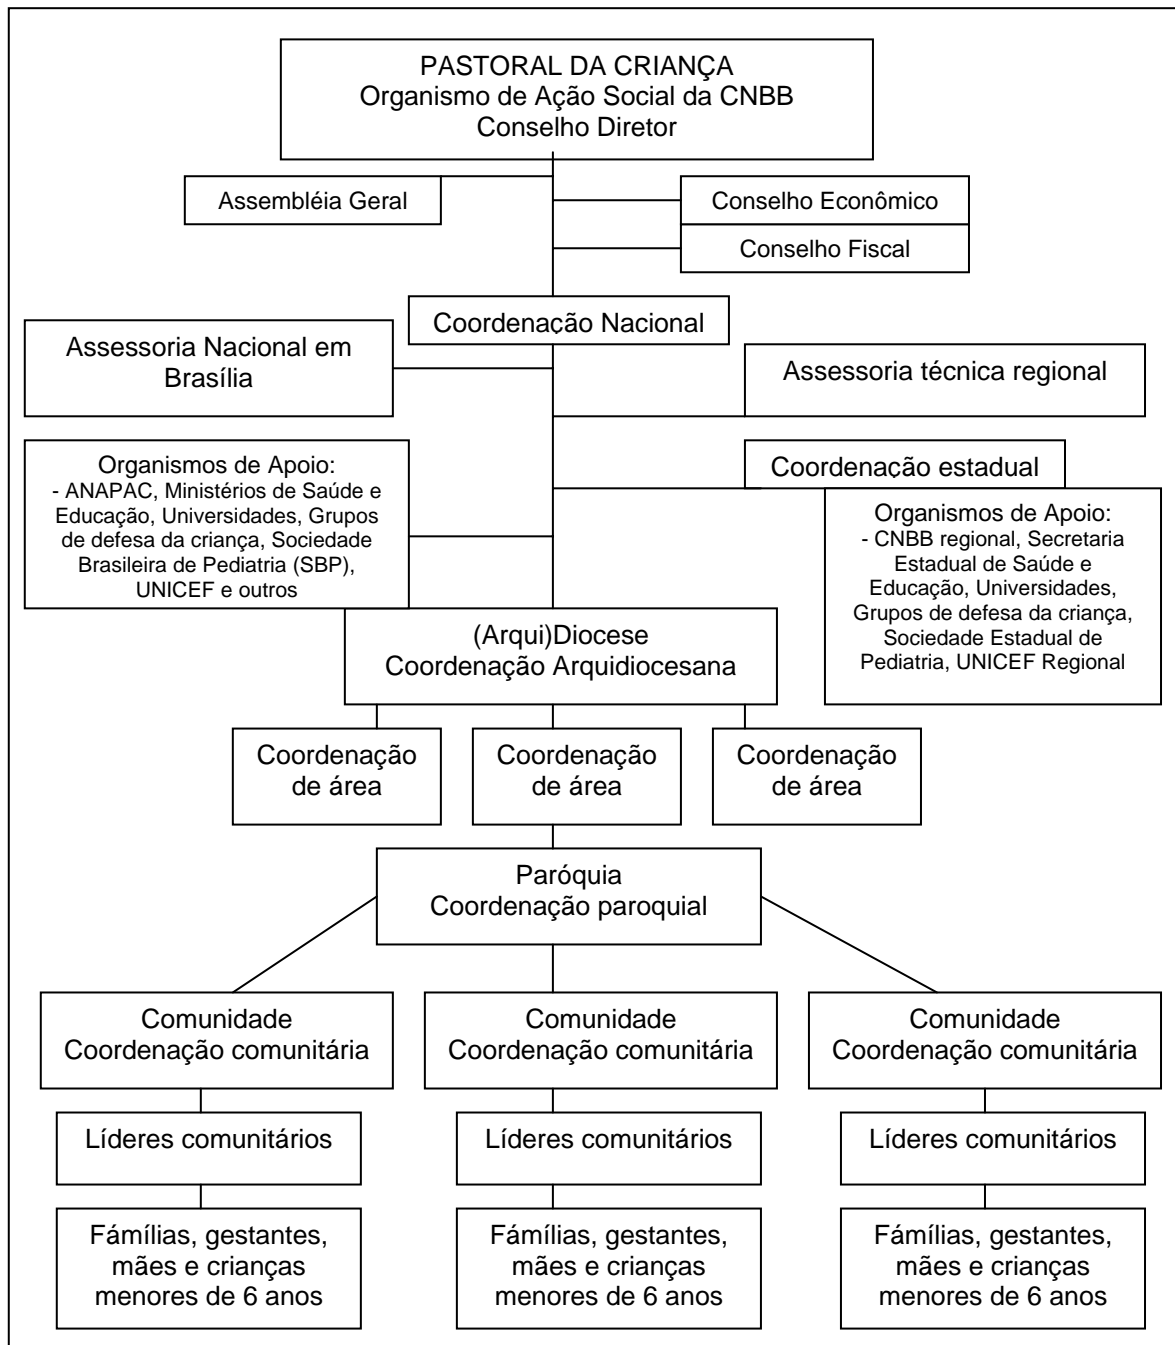 PASTORAL DA CRIANÇA
Organismo de Ação Social da CNBB
Conselho Diretor
Assembléia Geral
Conselho Econômico
Conselho Fiscal
Coordenação Nacional
Assessoria Nacional em
Brasília
Assessoria técnica regional
Organismos de Apoio:
- ANAPAC, Ministérios de Saúde e
Educação, Universidades, Grupos
de defesa da criança, Sociedade
Brasileira de Pediatria (SBP),
UNICEF e outros
Coordenação estadual
Organismos de Apoio:
- CNBB regional, Secretaria
Estadual de Saúde e
Educação, Universidades,
Grupos de defesa da criança,
Sociedade Estadual de
Pediatria, UNICEF Regional
(Arqui)Diocese
Coordenação Arquidiocesana
Coordenação
de área
Coordenação
de área
Coordenação
de área
Paróquia
Coordenação paroquial
Comunidade
Coordenação comunitária
Comunidade
Coordenação comunitária
Comunidade
Coordenação comunitária
Líderes comunitários
Líderes comunitários
Líderes comunitários
Fámílias, gestantes,
mães e crianças
menores de 6 anos
Fámílias, gestantes,
mães e crianças
menores de 6 anos
Fámílias, gestantes,
mães e crianças
menores de 6 anos